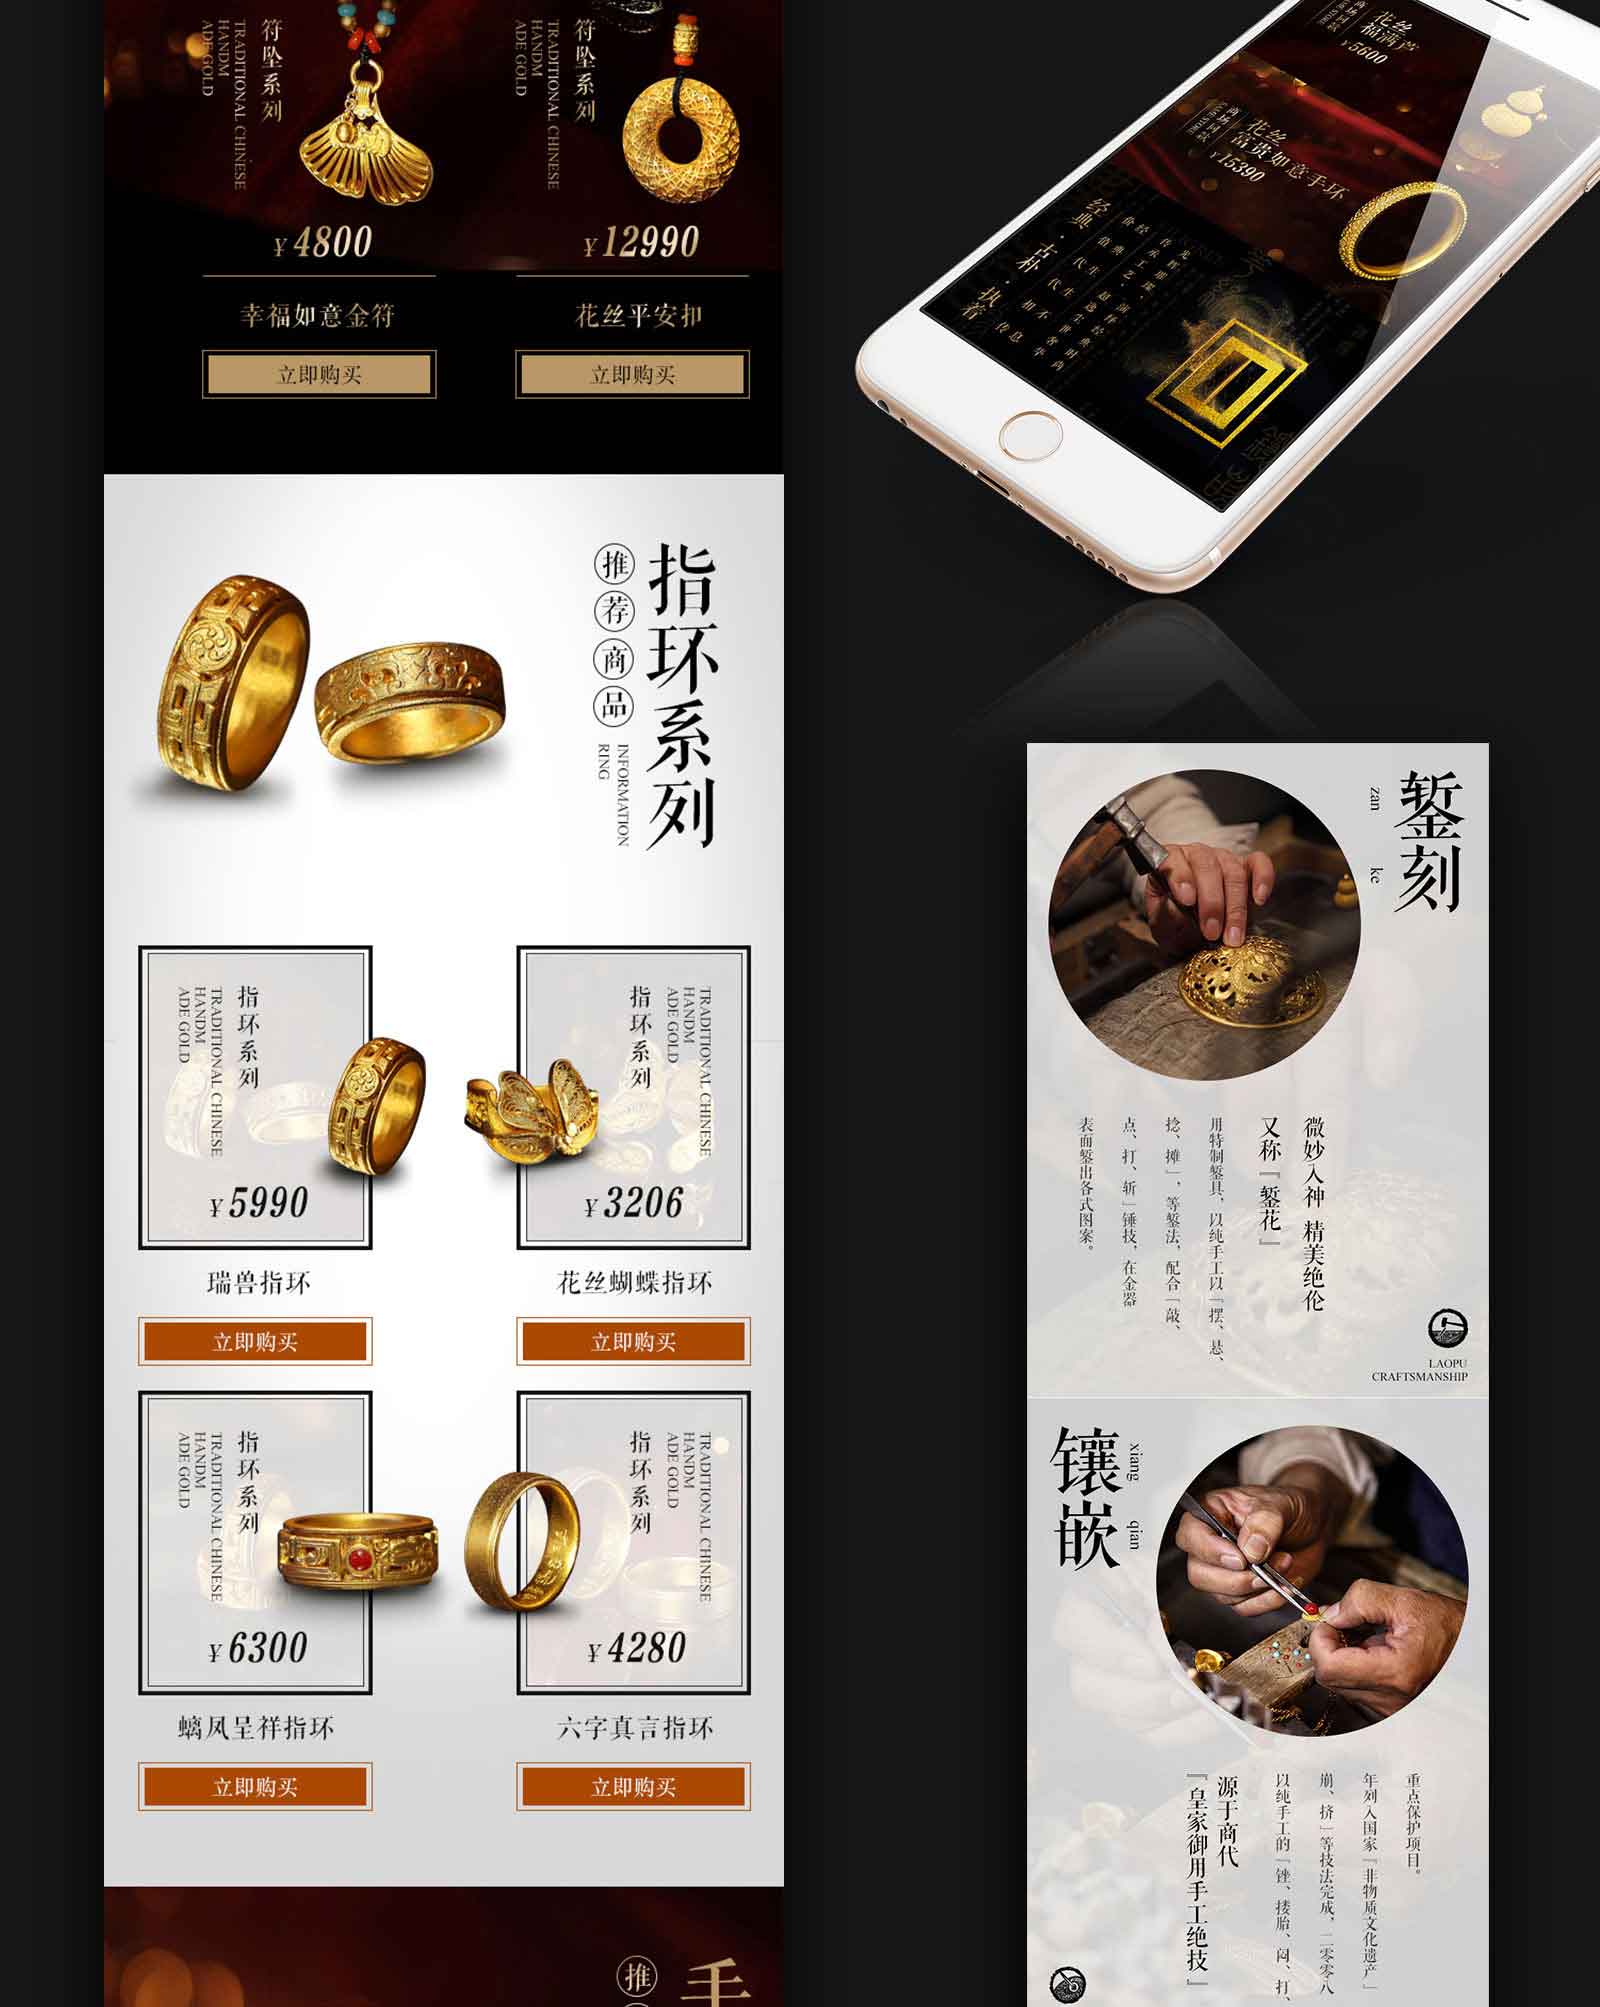 符坠系列
TRADITIONAL CHINESE
HANDM
ADE GOLD
¥4800
幸福如意金符
立即购买
符坠系列
TRADITIONAL CHINESE
HANDM
ADE GOLD
¥12990
花丝平安扣
立即购买
花丝
福满芦
¥5600
花丝
富贵如意手环
¥15390
经典·古朴·执着
指环系列
推荐商品
INFORMATION
RING
指环系列
TRADITIONAL CHINESE
HANDM
ADE GOLD
¥5990
瑞兽指环
立即购买
TRADITIONAL CHINESE
HANDM
ADE GOLD
指环系列
¥3206
花丝蝴蝶指环
立即购买
指环系列
TRADITIONAL CHINESE
HANDM
ADE GOLD
¥6300
螭凤呈祥指环
立即购买
TRADITIONAL CHINESE
HANDM
ADE GOLD
指环系列
¥4280
六字真言指环
立即购买
推
手
錾刻
zan ke
微妙入神 精美绝伦
又称『錾花』
用特制錾具，以纯手工以「摆、悬、
捻、摊」，等錾法，配合「敲、
点、打、斩」锤技，在金器
表面錾出各式图案。
LAOPU
CRAFTSMANSHIP
镶嵌
xiang qian
源于商代
『皇家御用手工绝技』
以纯手工的「锉、搂胎、闷、打、
崩、挤」等技法完成，二零零八
年列入国家『非物质文化遗产』
重点保护项目。